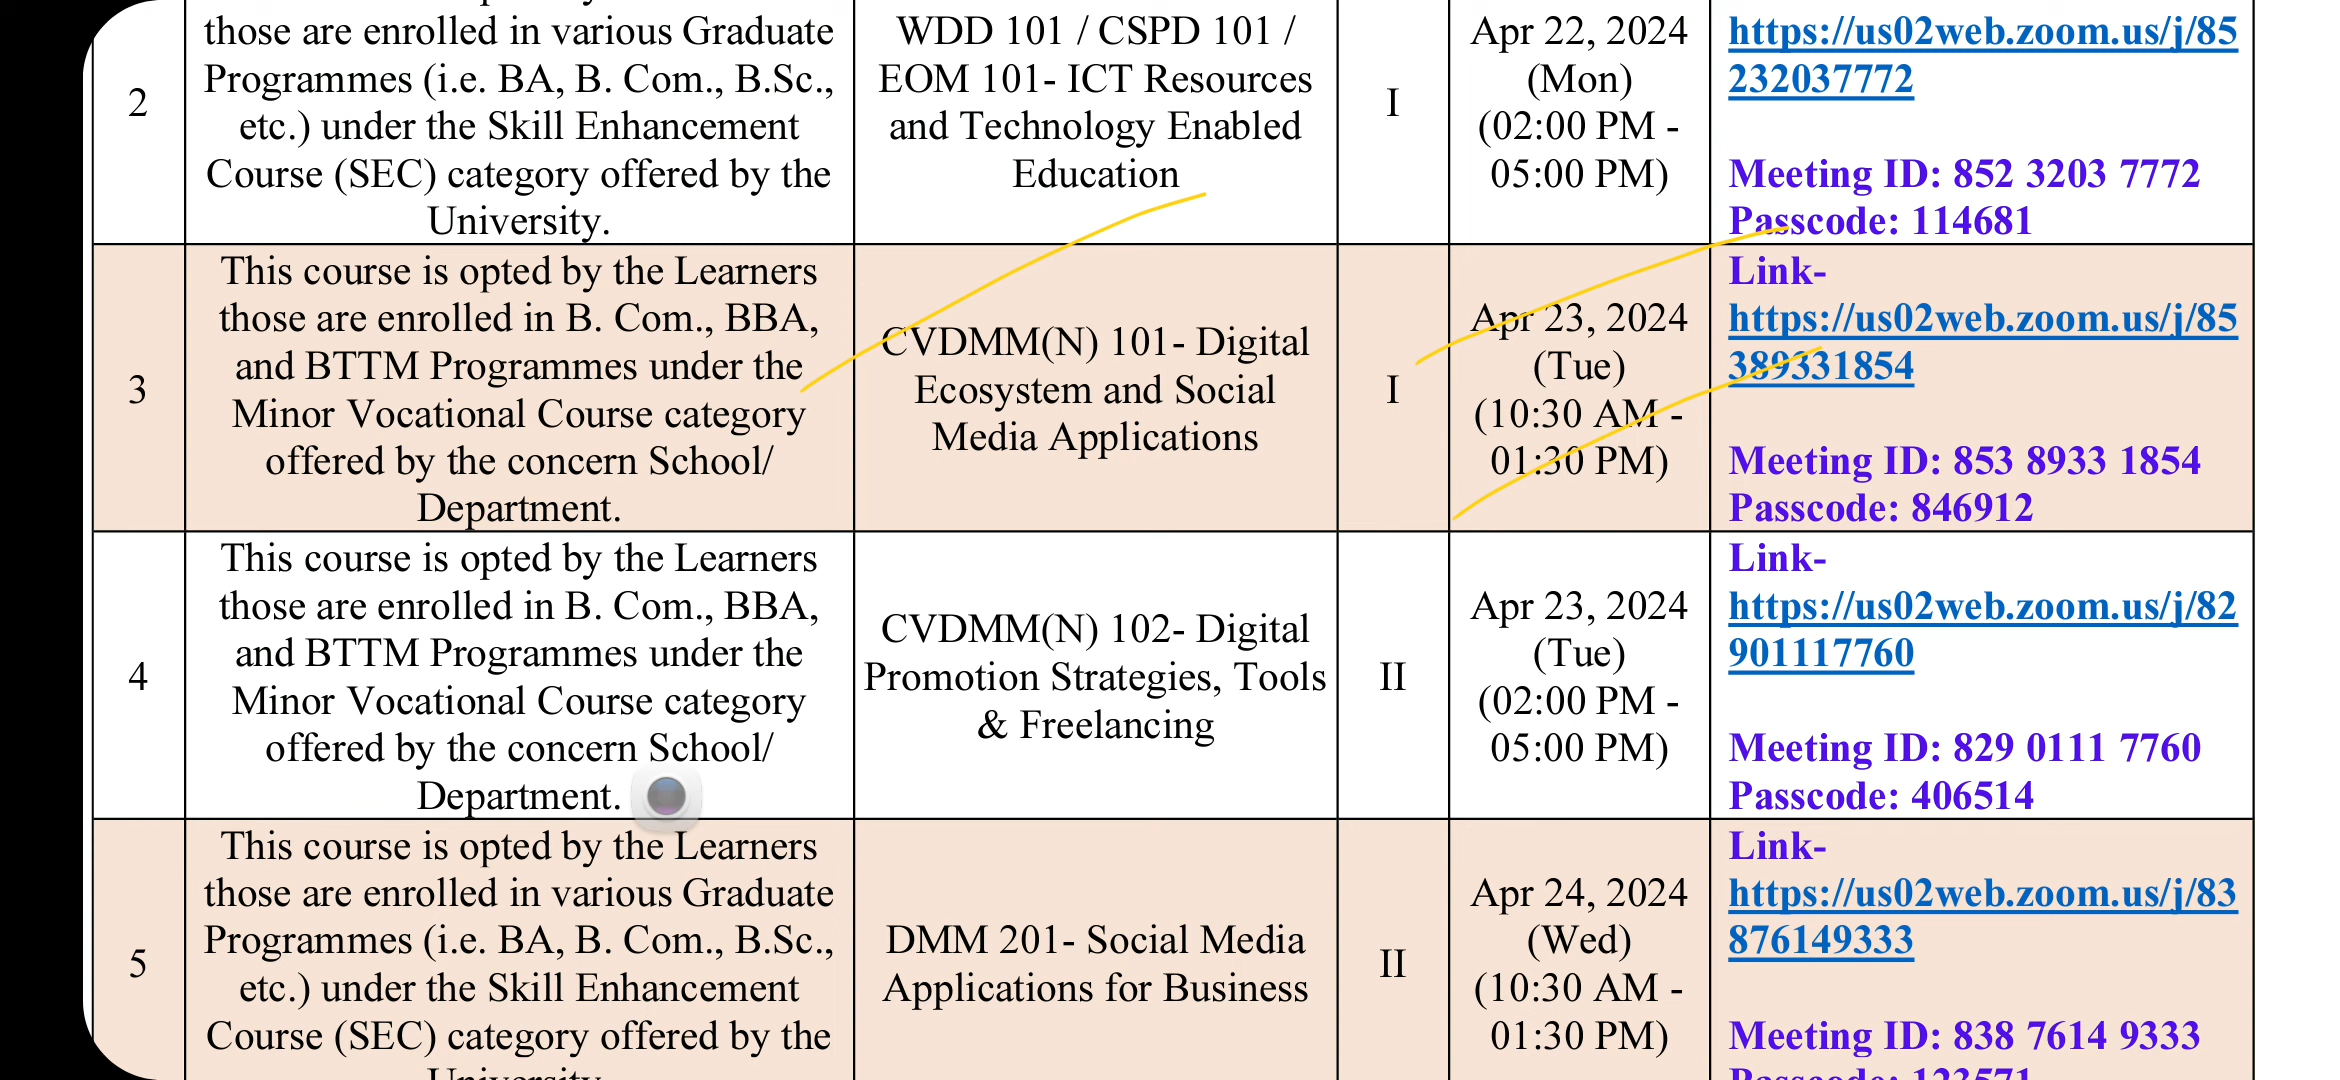 2
those are enrolled in various Graduate
Programmes (i.e. BA, B. Com., B.Sc.,
etc.) under the Skill Enhancement
Course (SEC) category offered by the
University.
WDD 101 / CSPD 101 /
EOM 101- ICT Resources
and Technology Enabled
Education
I
Apr 22, 2024
(Mon)
(02:00 PM -
05:00 PM)
https://us02web.zoom.us/j/85
232037772
Meeting ID: 852 3203 7772
Passcode: 114681
3
This course is opted by the Learners
those are enrolled in B. Com., BBA,
and BTTM Programmes under the
Minor Vocational Course category
offered by the concern School/
Department.
CVDMM(N) 101- Digital
Ecosystem and Social
Media Applications
I
Apr 23, 2024
(Tue)
(10:30 AM -
01:30 PM)
Link-
https://us02web.zoom.us/j/85
389331854
Meeting ID: 853 8933 1854
Passcode: 846912
4
This course is opted by the Learners
those are enrolled in B. Com., BBA,
and BTTM Programmes under the
Minor Vocational Course category
offered by the concern School/
Department.
CVDMM(N) 102- Digital
Promotion Strategies, Tools
& Freelancing
II
Apr 23, 2024
(Tue)
(02:00 PM -
05:00 PM)
Link-
https://us02web.zoom.us/j/82
901117760
Meeting ID: 829 0111 7760
Passcode: 406514
5
This course is opted by the Learners
those are enrolled in various Graduate
Programmes (i.e. BA, B. Com., B.Sc.,
etc.) under the Skill Enhancement
Course (SEC) category offered by the
University.
DMM 201- Social Media
Applications for Business
II
Apr 24, 2024
(Wed)
(10:30 AM -
01:30 PM)
Link-
https://us02web.zoom.us/j/83
876149333
Meeting ID: 838 7614 9333
Passcode: 123571